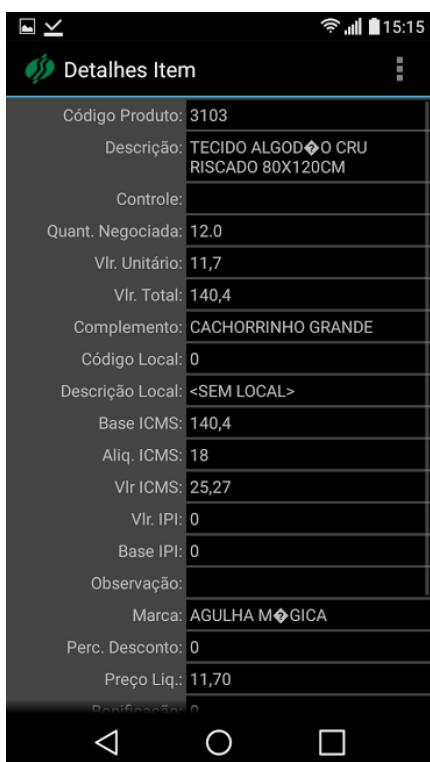 15:15
Detalhes Item
Código Produto: 3103
Descrição: TECIDO ALGOD�O CRU
RISCADO 80X120CM
Controle:
Quant. Negociada: 12.0
Vlr. Unitário: 11,7
Vlr. Total: 140,4
Complemento: CACHORRINHO GRANDE
Código Local: 0
Descrição Local: <SEM LOCAL>
Base ICMS: 140,4
Aliq. ICMS: 18
Vlr ICMS: 25,27
Vlr. IPI: 0
Base IPI: 0
Observação:
Marca: AGULHA M�GICA
Perc. Desconto: 0
Preço Liq.: 11,70
Bonificação: 0